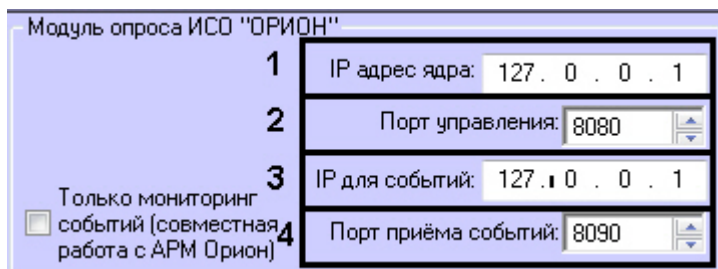 Модуль опроса ИСО "ОРИОН"
1 IP адрес ядра: 127 . 0 . 0 . 1
2 Порт управления: 8080
3 IP для событий: 127 . 0 . 0 . 1
Только мониторинг
событий (совместная
работа с АРМ Орион)
4 Порт приёма событий: 8090